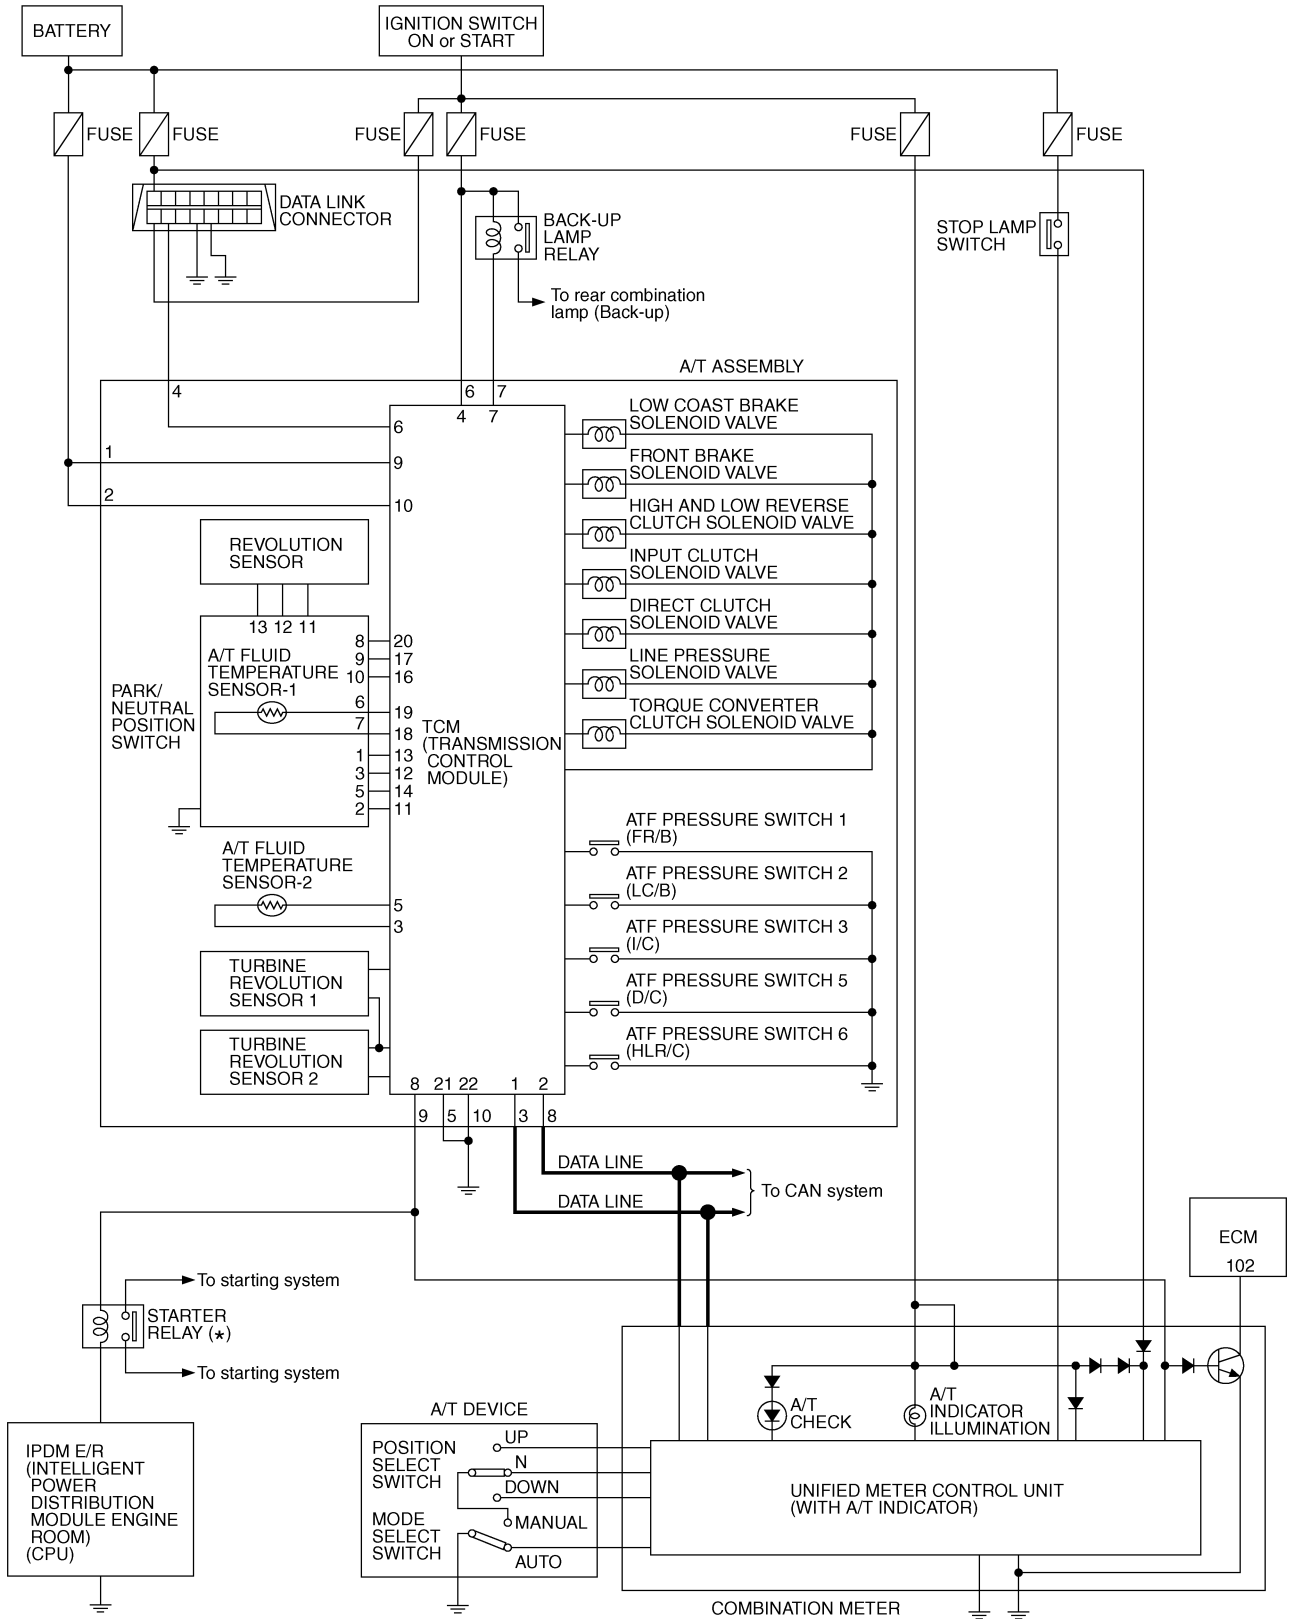 BATTERY
IGNITION SWITCH
ON or START
FUSE
FUSE
FUSE
FUSE
FUSE
FUSE
DATA LINK
CONNECTOR
BACK-UP
LAMP
RELAY
STOP LAMP
SWITCH
To rear combination
lamp (Back-up)
A/T ASSEMBLY
4
6
7
4
7
6
1
9
2
10
LOW COAST BRAKE
SOLENOID VALVE
FRONT BRAKE
SOLENOID VALVE
HIGH AND LOW REVERSE
CLUTCH SOLENOID VALVE
INPUT CLUTCH
SOLENOID VALVE
DIRECT CLUTCH
SOLENOID VALVE
LINE PRESSURE
SOLENOID VALVE
TORQUE CONVERTER
CLUTCH SOLENOID VALVE
REVOLUTION
SENSOR
13 12 11
PARK/
NEUTRAL
POSITION
SWITCH
A/T FLUID
TEMPERATURE
SENSOR-1
8 20
9 17
10 16
6 19
7 18
1 13
3 12
5 14
2 11
TCM
(TRANSMISSION
CONTROL
MODULE)
A/T FLUID
TEMPERATURE
SENSOR-2
5
3
TURBINE
REVOLUTION
SENSOR 1
TURBINE
REVOLUTION
SENSOR 2
ATF PRESSURE SWITCH 1
(FR/B)
ATF PRESSURE SWITCH 2
(LC/B)
ATF PRESSURE SWITCH 3
(I/C)
ATF PRESSURE SWITCH 5
(D/C)
ATF PRESSURE SWITCH 6
(HLR/C)
8 21 22 1 2
9 5 10 3 8
DATA LINE
DATA LINE
To CAN system
ECM
102
To starting system
STARTER
RELAY (*)
To starting system
IPDM E/R
(INTELLIGENT
POWER
DISTRIBUTION
MODULE ENGINE
ROOM)
(CPU)
A/T DEVICE
POSITION
SELECT
SWITCH
UP
N
DOWN
MODE
SELECT
SWITCH
MANUAL
AUTO
A/T
CHECK
A/T
INDICATOR
ILLUMINATION
UNIFIED METER CONTROL UNIT
(WITH A/T INDICATOR)
COMBINATION METER